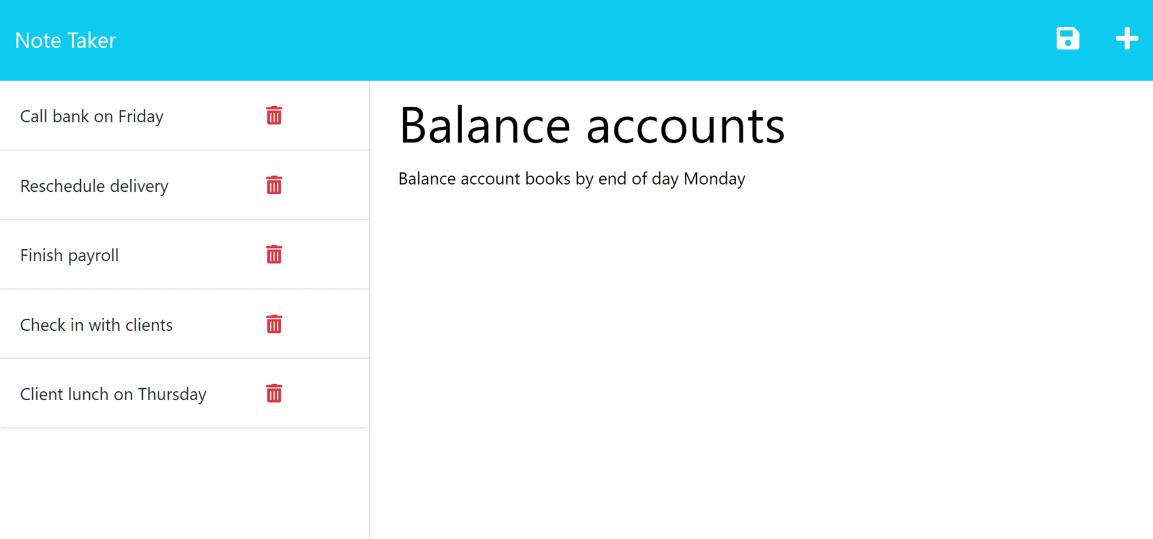 Note Taker
Call bank on Friday
Reschedule delivery
Finish payroll
Check in with clients
Client lunch on Thursday
Balance accounts
Balance account books by end of day Monday